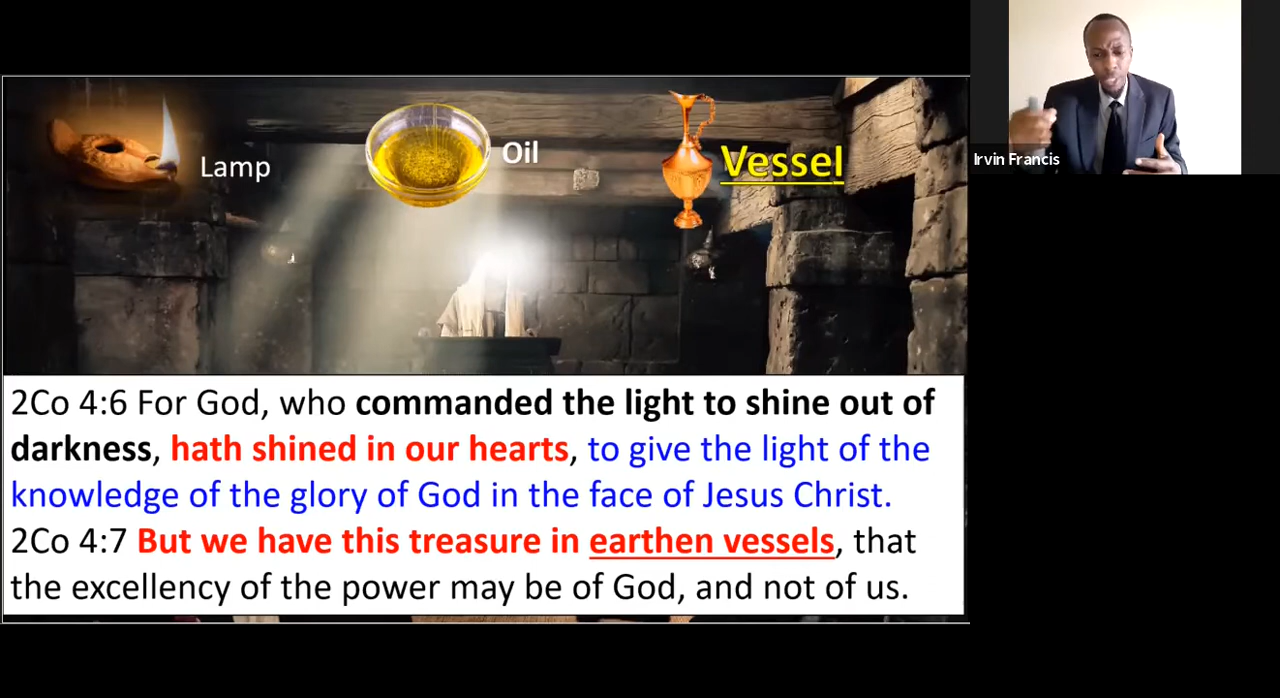 Lamp
Oil
Vessel
Irvin Francis
2Co 4:6 For God, who commanded the light to shine out of
darkness, hath shined in our hearts, to give the light of the
knowledge of the glory of God in the face of Jesus Christ.
2Co 4:7 But we have this treasure in earthen vessels, that
the excellency of the power may be of God, and not of us.